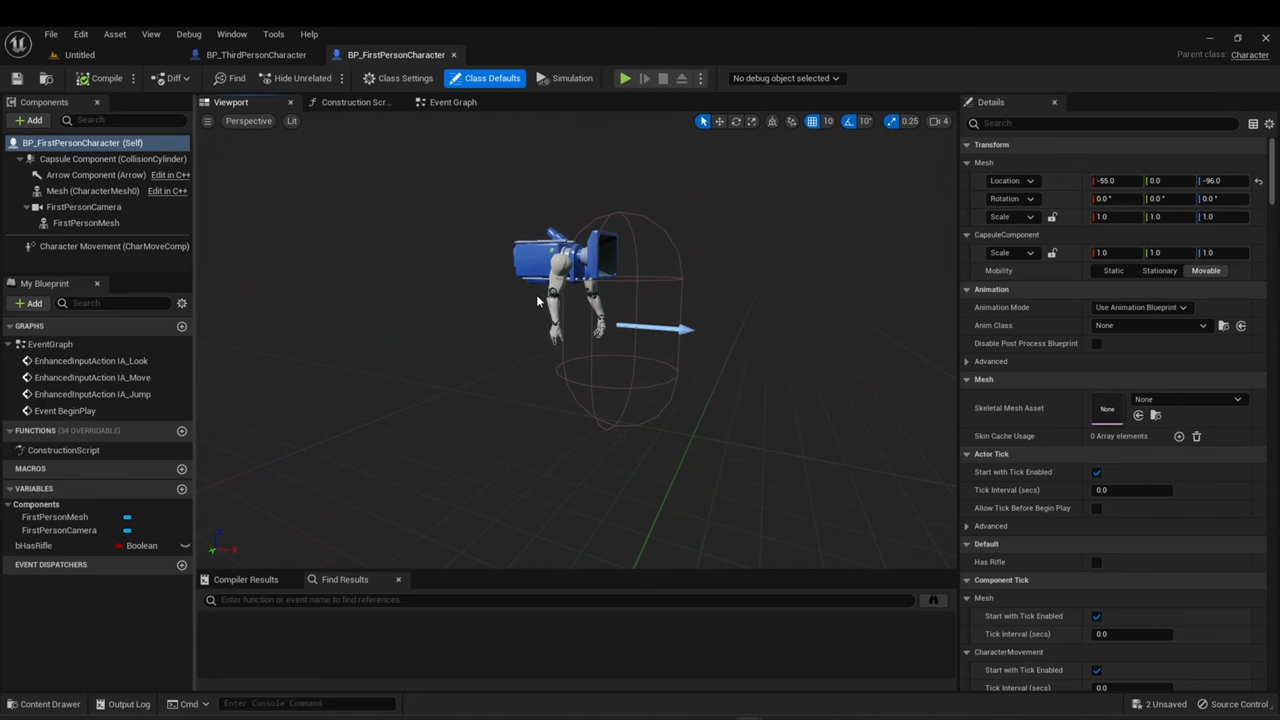 File Edit Asset View Debug Window Tools Help
Untitled BP_ThirdPersonCharacter BP_FirstPersonCharacter Parent class: Character
Compile Diff Find Hide Unrelated Class Settings Class Defaults Simulation No debug object selected
Components Viewport Construction Scr... Event Graph Details
Add Search Perspective Lit 10 10° 0.25 4 Search
BP_FirstPersonCharacter (Self) Transform
Capsule Component (CollisionCylinder) Mesh
Arrow Component (Arrow) Edit in C++ Location -55.0 0.0 -96.0
Mesh (CharacterMesh0) Edit in C++ Rotation 0.0° 0.0° 0.0°
FirstPersonCamera Scale 1.0 1.0 1.0
FirstPersonMesh CapsuleComponent
Character Movement (CharMoveComp) Scale 1.0 1.0 1.0
Mobility Static Stationary Movable
My Blueprint Animation
Add Search Animation Mode Use Animation Blueprint
GRAPHS Anim Class None
EventGraph Disable Post Process Blueprint
EnhancedInputAction IA_Look Advanced
EnhancedInputAction IA_Move Mesh
EnhancedInputAction IA_Jump Skeletal Mesh Asset None None
Event BeginPlay
FUNCTIONS (34 OVERRIDABLE) Skin Cache Usage 0 Array elements
ConstructionScript Actor Tick
MACROS Start with Tick Enabled
VARIABLES Tick Interval (secs) 0.0
Components Allow Tick Before Begin Play
FirstPersonMesh Advanced
FirstPersonCamera
bHasRifle Boolean Default
EVENT DISPATCHERS Has Rifle
Compiler Results Find Results Component Tick
Enter function or event name to find references... Mesh
Start with Tick Enabled
Tick Interval (secs) 0.0
CharacterMovement
Start with Tick Enabled
Tick Interval (secs) 0.0
Content Drawer Output Log Cmd Enter Console Command 2 Unsaved Source Control